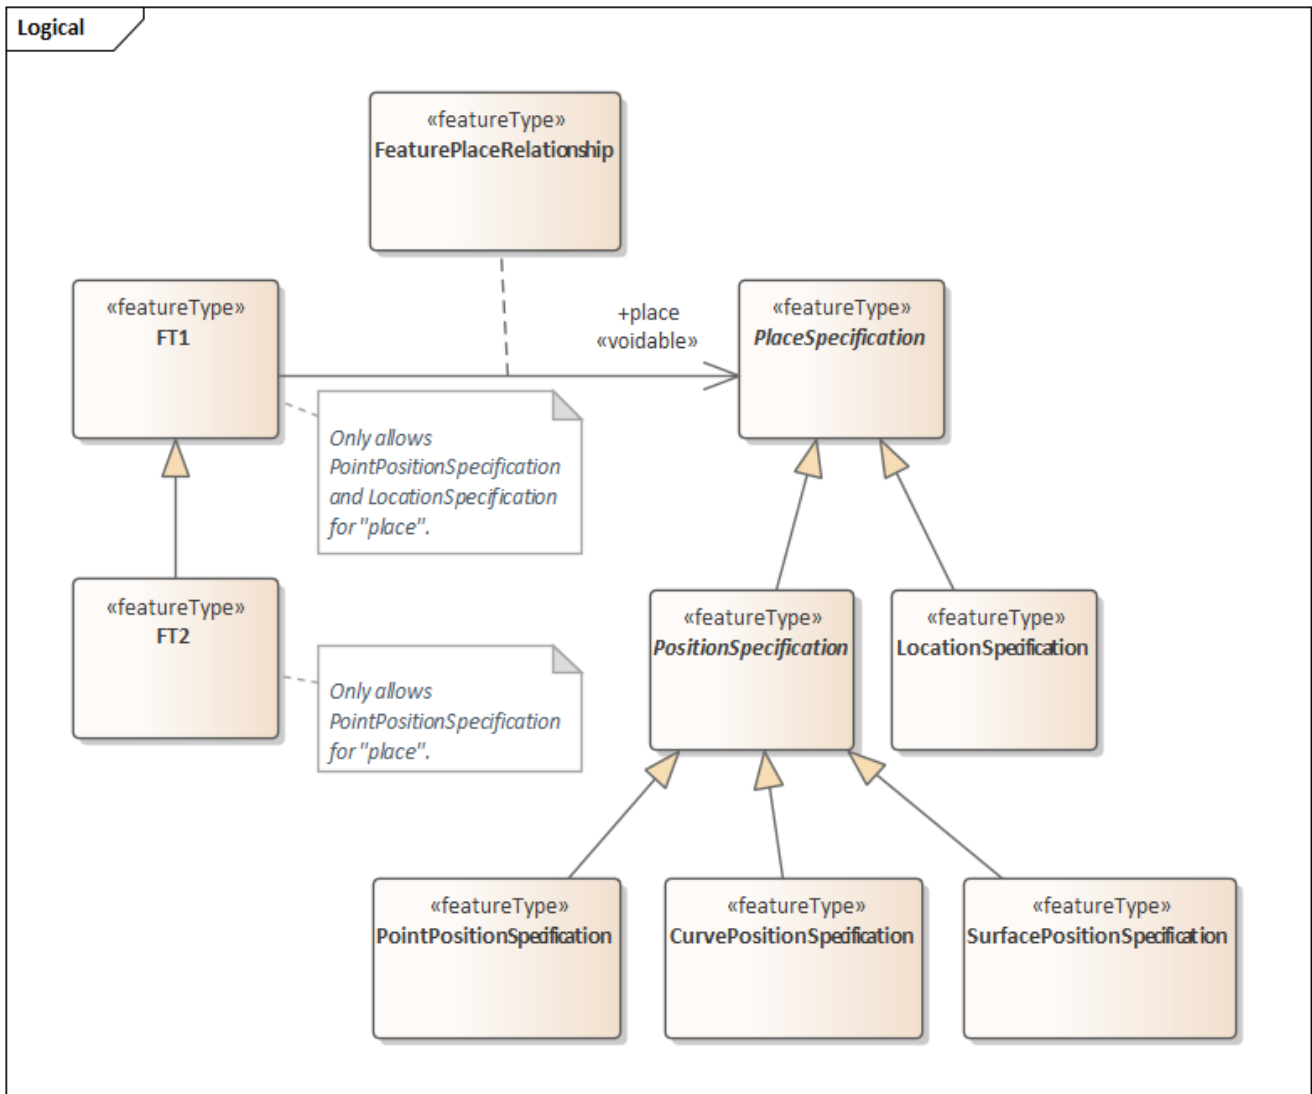 Logical
«featureType»
FeaturePlaceRelationship
«featureType»
FT1
+place
«voidable»
«featureType»
PlaceSpecification
Only allows
PointPositionSpecification
and LocationSpecification
for "place".
«featureType»
FT2
«featureType»
PositionSpecification
«featureType»
LocationSpecification
Only allows
PointPositionSpecification
for "place".
«featureType»
PointPositionSpecification
«featureType»
CurvePositionSpecification
«featureType»
SurfacePositionSpecification